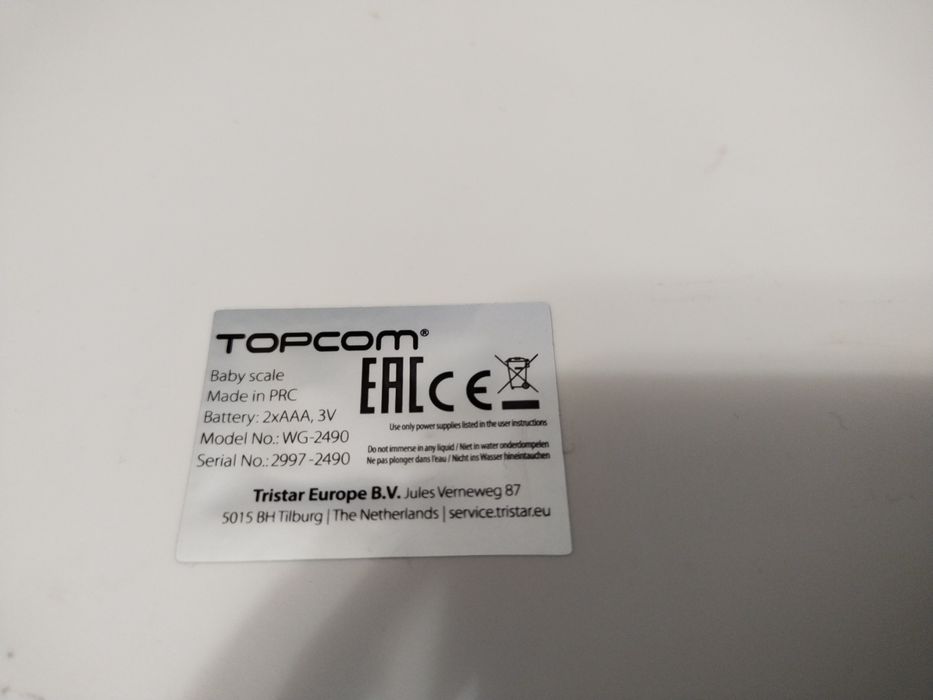 TOPCOM®
Baby scale
Made in PRC
Battery: 2xAAA, 3V
Model No.: WG-2490
Serial No.: 2997-2490
EAC CE
Use only power supplies listed in the user instructions
Do not immerse in any liquid / Niet in water onderdompelen
Ne pas plonger dans l'eau / Nicht ins Wasser hineintauchen
Tristar Europe B.V. Jules Verneweg 87
5015 BH Tilburg | The Netherlands | service.tristar.eu